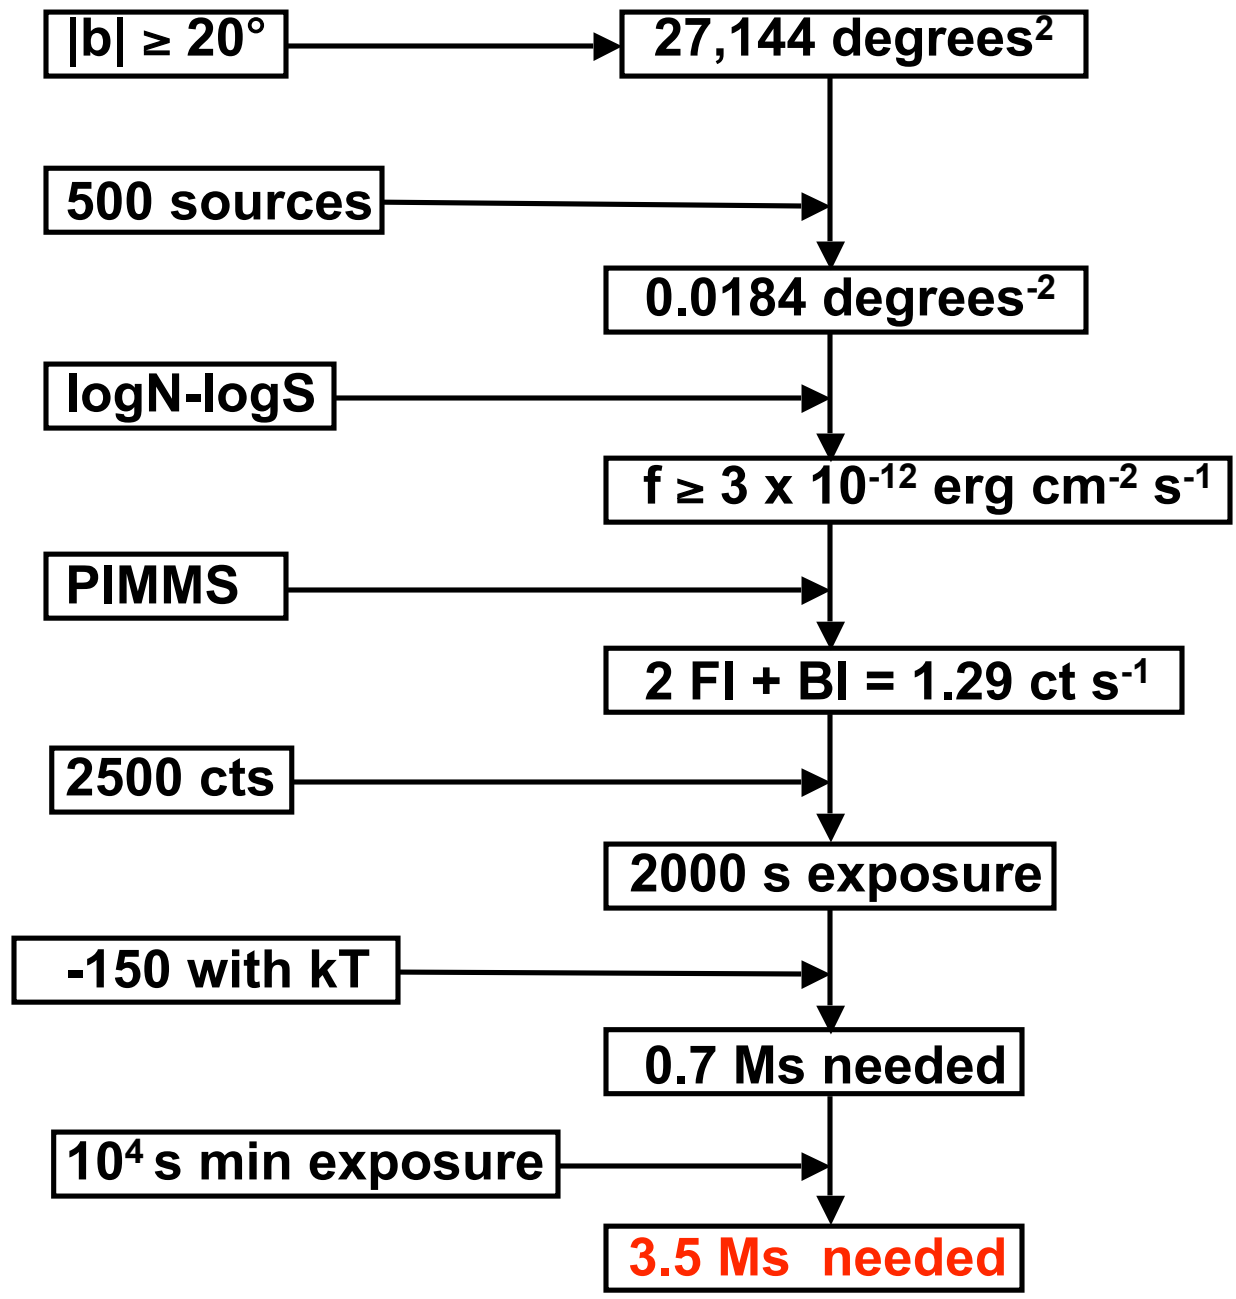 |b| ≥ 20°
27,144 degrees²
500 sources
0.0184 degrees⁻²
logN-logS
f ≥ 3 x 10⁻¹² erg cm⁻² s⁻¹
PIMMS
2 FI + BI = 1.29 ct s⁻¹
2500 cts
2000 s exposure
-150 with kT
0.7 Ms needed
10⁴ s min exposure
3.5 Ms needed